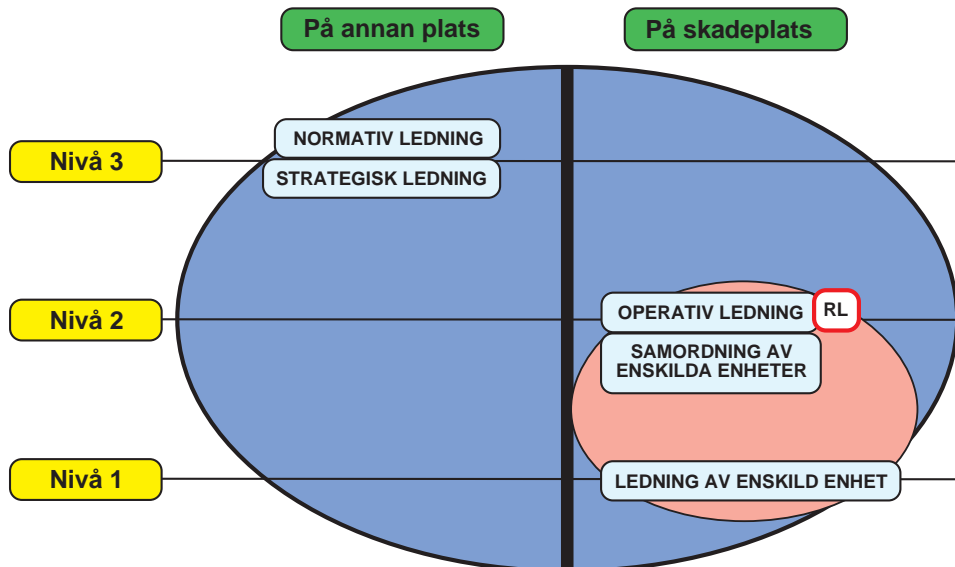 På annan plats
På skadeplats
NORMATIV LEDNING
Nivå 3
STRATEGISK LEDNING
Nivå 2
OPERATIV LEDNING
RL
SAMORDNING AV
ENSKILDA ENHETER
Nivå 1
LEDNING AV ENSKILD ENHET